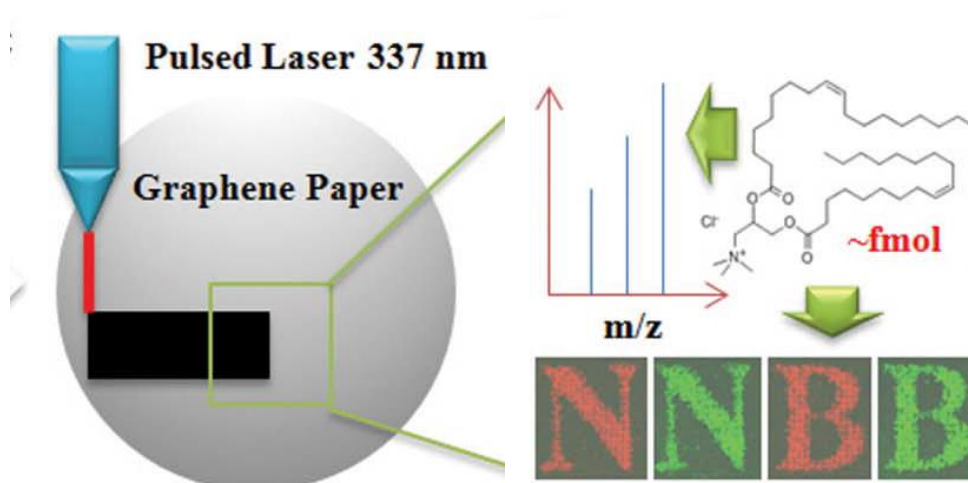 Pulsed Laser 337 nm
Graphene Paper
m/z
O
O
O
O
Cl-
N+
~fmol
N N B B